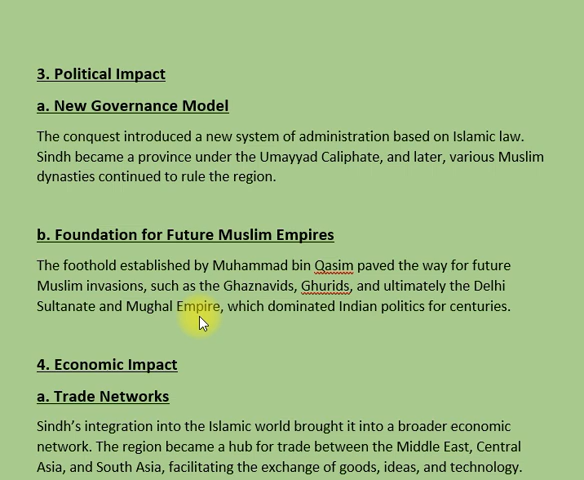 3. Political Impact
a. New Governance Model
The conquest introduced a new system of administration based on Islamic law.
Sindh became a province under the Umayyad Caliphate, and later, various Muslim
dynasties continued to rule the region.
b. Foundation for Future Muslim Empires
The foothold established by Muhammad bin Qasim paved the way for future
Muslim invasions, such as the Ghaznavids, Ghurids, and ultimately the Delhi
Sultanate and Mughal Empire, which dominated Indian politics for centuries.
4. Economic Impact
a. Trade Networks
Sindh’s integration into the Islamic world brought it into a broader economic
network. The region became a hub for trade between the Middle East, Central
Asia, and South Asia, facilitating the exchange of goods, ideas, and technology.